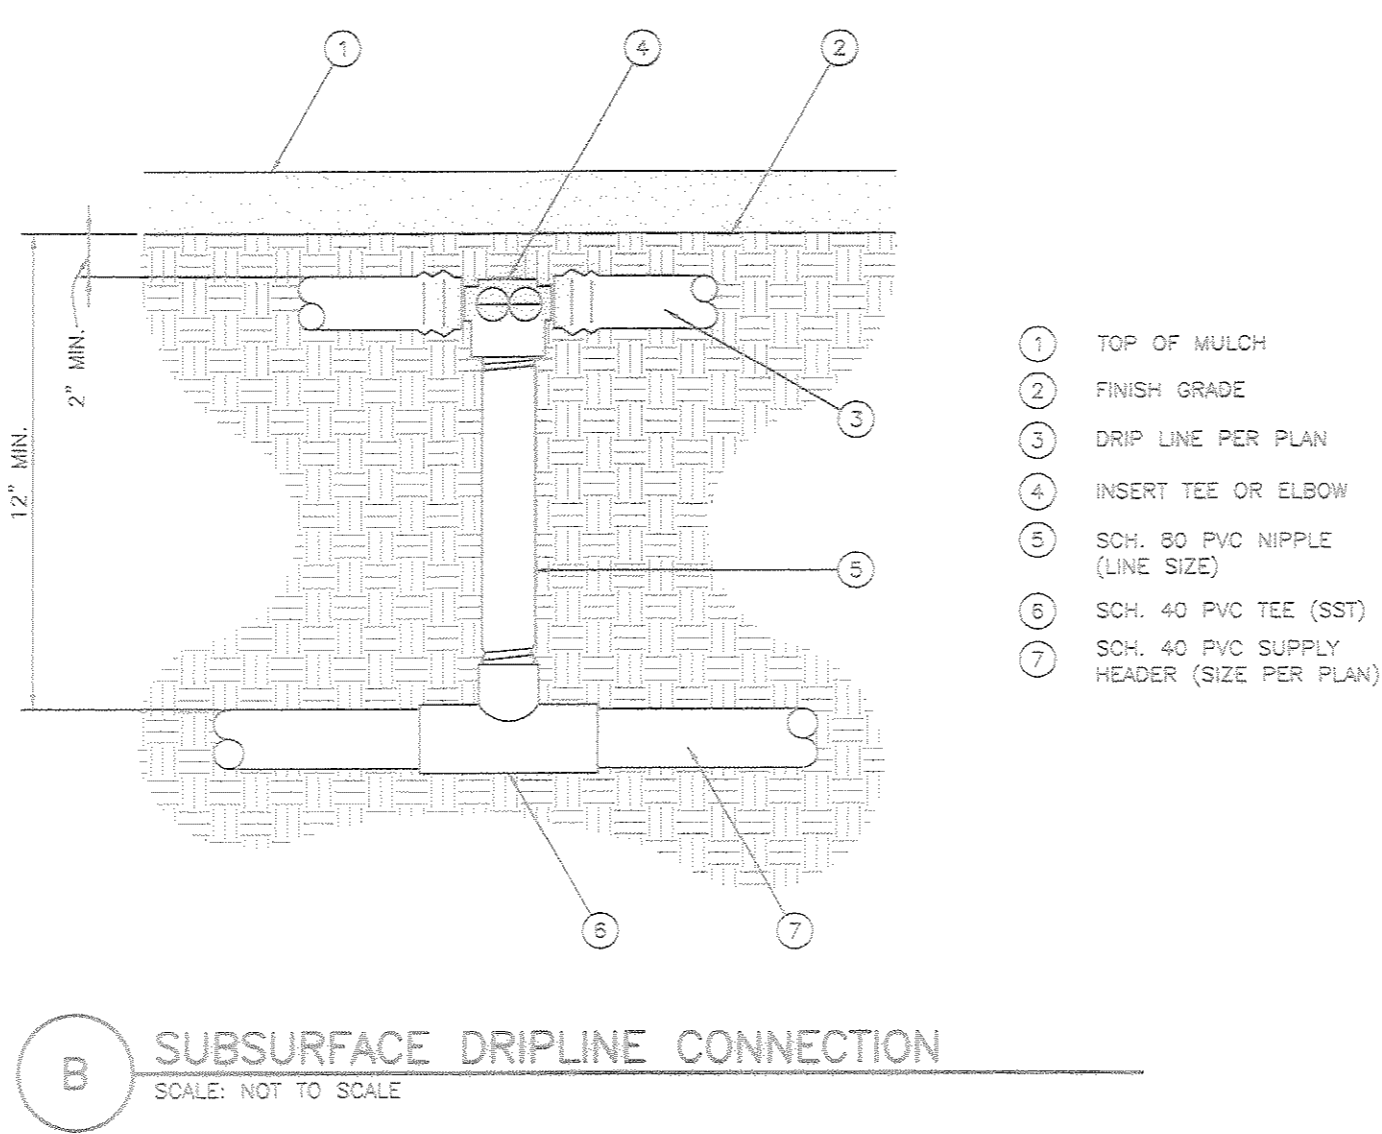 1
4
2
2" MIN.
12" MIN.
3
5
6
7
1 TOP OF MULCH
2 FINISH GRADE
3 DRIP LINE PER PLAN
4 INSERT TEE OR ELBOW
5 SCH. 80 PVC NIPPLE
(LINE SIZE)
6 SCH. 40 PVC TEE (SST)
7 SCH. 40 PVC SUPPLY
HEADER (SIZE PER PLAN)
B SUBSURFACE DRIPLINE CONNECTION
SCALE: NOT TO SCALE